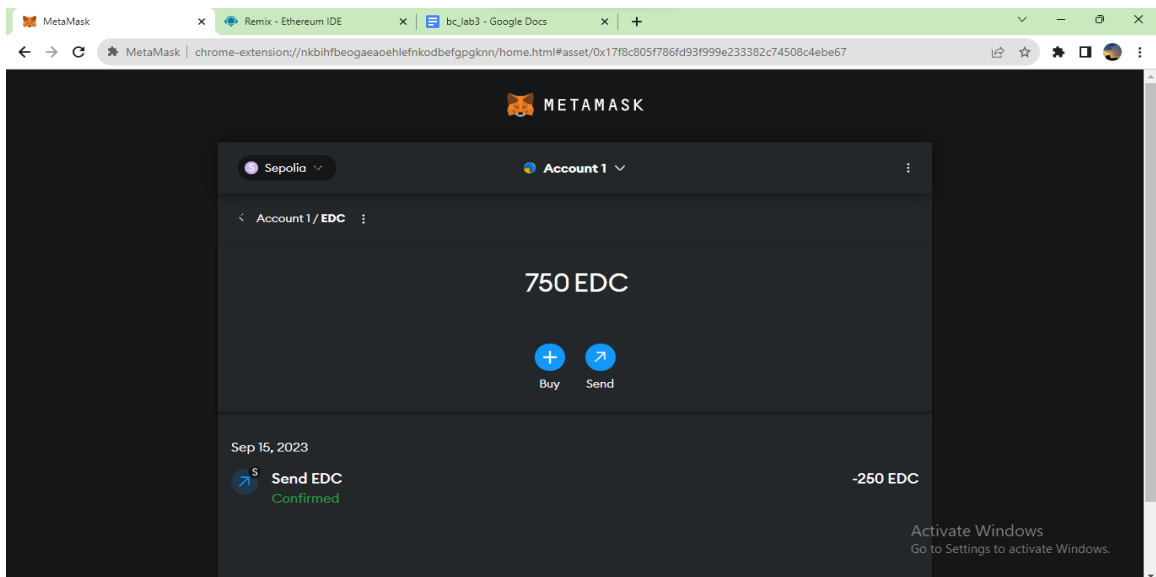 MetaMask
Remix - Ethereum IDE
bc_lab3 - Google Docs
MetaMask | chrome-extension://nkbihfbeogaeaoehlefnkodbefgpgknn/home.html#asset/0x17f8c805f786fd93f999e233382c74508c4ebe67
METAMASK
S Sepolia
Account 1
Account 1 / EDC
750 EDC
Buy Send
Sep 15, 2023
S
Send EDC -250 EDC
Confirmed
Activate Windows
Go to Settings to activate Windows.